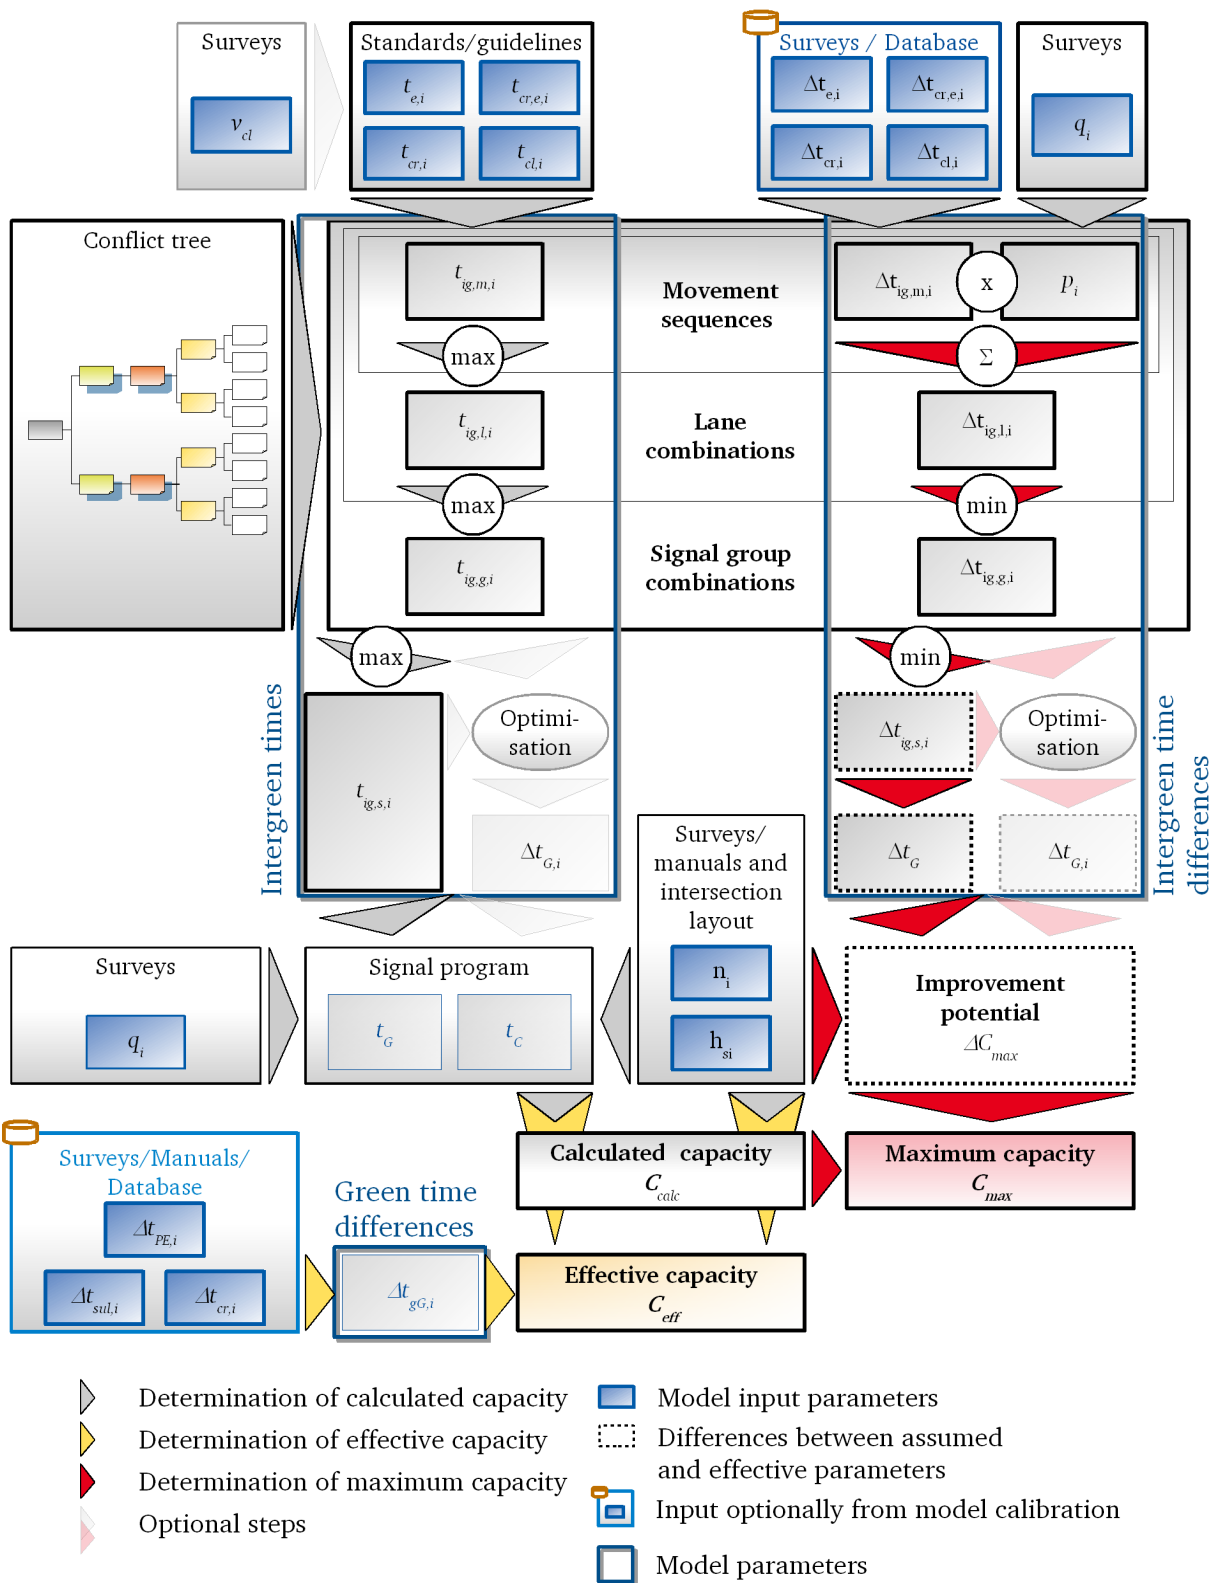 Surveys
v_cl
Standards/guidelines
t_e,i
t_cr,e,i
t_cr,i
t_cl,i
Surveys / Database
Δt_e,i
Δt_cr,e,i
Δt_cr,i
Δt_cl,i
Surveys
q_i
Conflict tree
t_ig,m,i
Movement
sequences
Δt_ig,m,i
x
p_i
max
Σ
t_ig,l,i
Lane
combinations
Δt_ig,l,i
max
min
t_ig,g,i
Signal group
combinations
Δt_ig,g,i
max
min
Intergreen times
t_ig,s,i
Optimi-
sation
Δt_G,i
Δt_ig,s,i
Optimi-
sation
Δt_G
Δt_G,i
Intergreen time
differences
Surveys/
manuals and
intersection
layout
n_i
h_si
Surveys
q_i
Signal program
t_G
t_C
Improvement
potential
ΔC_max
Calculated capacity
C_calc
Maximum capacity
C_max
Surveys/Manuals/
Database
Δt_PE,i
Δt_sul,i
Δt_cr,i
Green time
differences
Δt_gG,i
Effective capacity
C_eff
Determination of calculated capacity
Determination of effective capacity
Determination of maximum capacity
Optional steps
Model input parameters
Differences between assumed
and effective parameters
Input optionally from model calibration
Model parameters